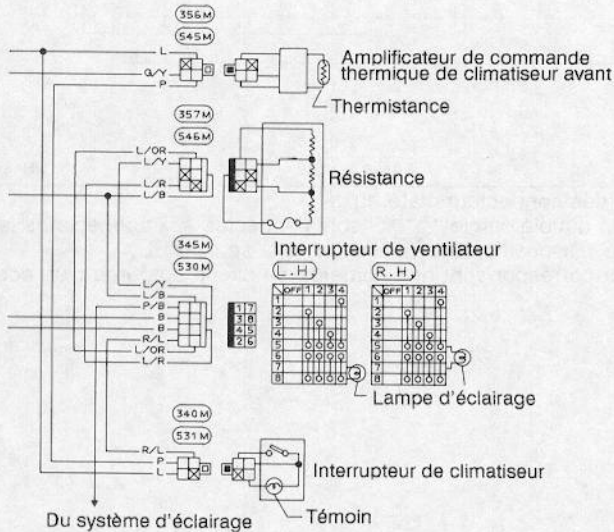 356M
545M
L
G/Y
P
Amplificateur de commande
thermique de climatiseur avant
Thermistance
357M
546M
L/OR
L/Y
L/R
L/B
Résistance
345M
530M
L/Y
L/B
P/B
B
B
R/L
L/OR
L/R
1 7
3 8
4 5
2 6
Interrupteur de ventilateur
L.H. R.H.
OFF 1 2 3 4 OFF 1 2 3 4
1 1
2 2
3 3
4 4
5 5
6 6
7 7
8 8
Lampe d'éclairage
340M
531M
R/L
P
L
Interrupteur de climatiseur
Témoin
Du système d'éclairage